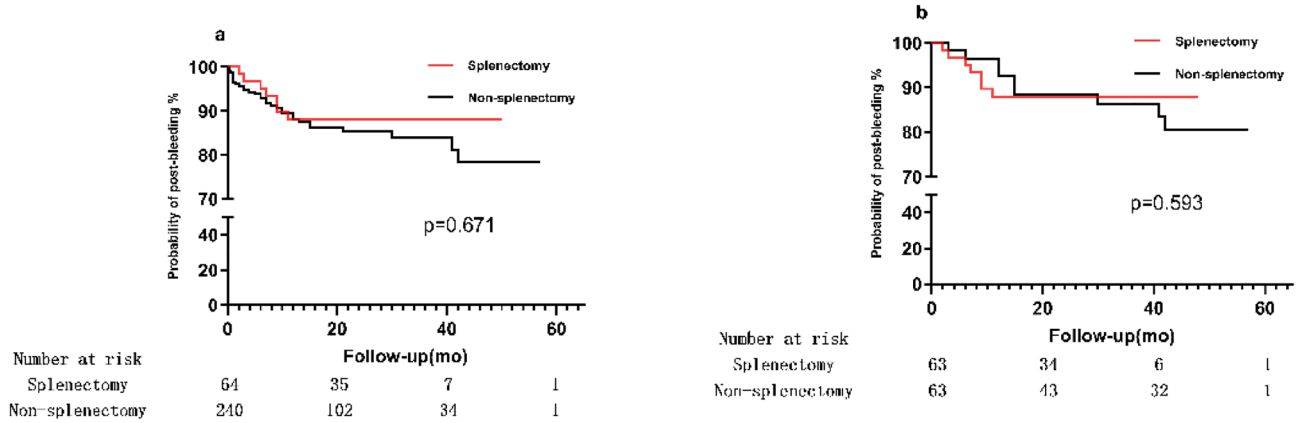 a
Splenectomy
Non-splenectomy
Probability of post-bleeding %
100
90
80
70
40
20
0
p=0.671
0 20 40 60
Follow-up(mo)
Number at risk
Splenectomy 64 35 7 1
Non-splenectomy 240 102 34 1
b
Splenectomy
Non-splenectomy
Probability of post-bleeding %
100
90
80
70
40
20
0
p=0.593
0 20 40 60
Follow-up(mo)
Number at risk
Splenectomy 63 34 6 1
Non-splenectomy 63 43 32 1